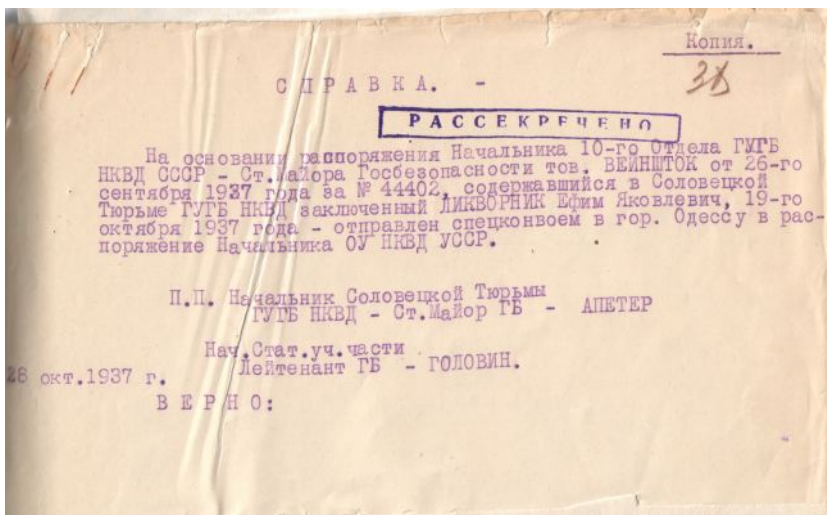 Копия.
38
С П Р А В К А. -
РАССЕКРЕЧЕНО
На основании распоряжения Начальника 10-го Отдела ГУГБ
НКВД СССР - Ст.Майора Госбезопасности тов. ВЕЙНШТОК от 26-го
сентября 1937 года за № 44402, содержавшийся в Соловецкой
Тюрьме ГУГБ НКВД заключенный ЛИКВОРНИК Ефим Яковлевич, 19-го
октября 1937 года - отправлен спецконвоем в гор. Одессу в рас-
поряжение Начальника ОУ НКВД УССР.
П.П. Начальник Соловецкой Тюрьмы
ГУГБ НКВД - Ст.Майор ГБ - АПЕТЕР
Нач.Стат.уч.части
Лейтенант ГБ - ГОЛОВИН.
28 окт.1937 г.
В Е Р Н О: